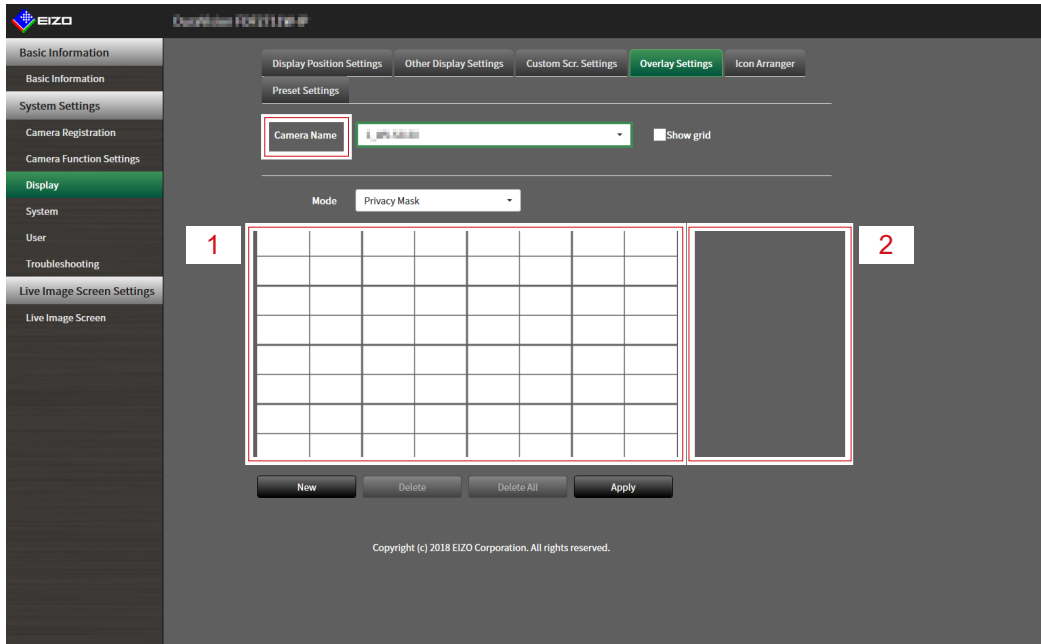 EIZO
Basic Information
Basic Information
System Settings
Camera Registration
Camera Function Settings
Display
System
User
Troubleshooting
Live Image Screen Settings
Live Image Screen
Display Position Settings
Other Display Settings
Custom Scr. Settings
Overlay Settings
Icon Arranger
Preset Settings
Camera Name
Show grid
Mode
Privacy Mask
1
2
New
Delete
Delete All
Apply
Copyright (c) 2018 EIZO Corporation. All rights reserved.